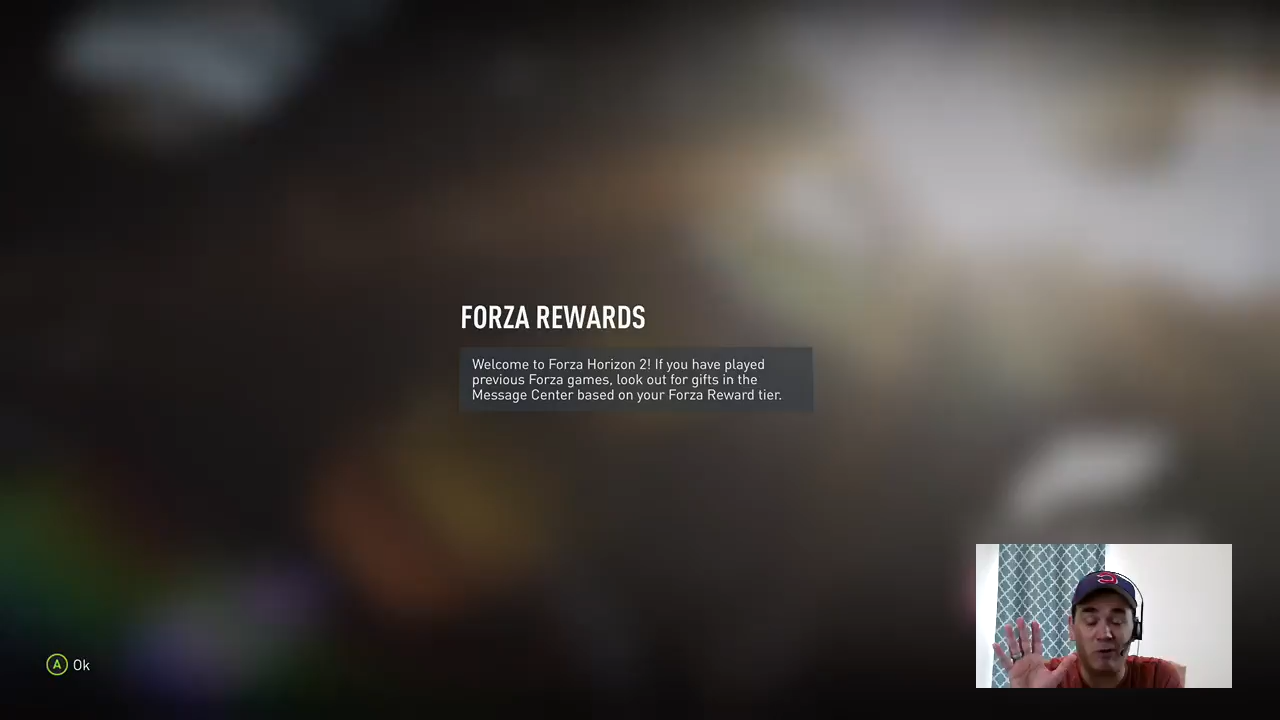 FORZA REWARDS
Welcome to Forza Horizon 2! If you have played
previous Forza games, look out for gifts in the
Message Center based on your Forza Reward tier.
A Ok